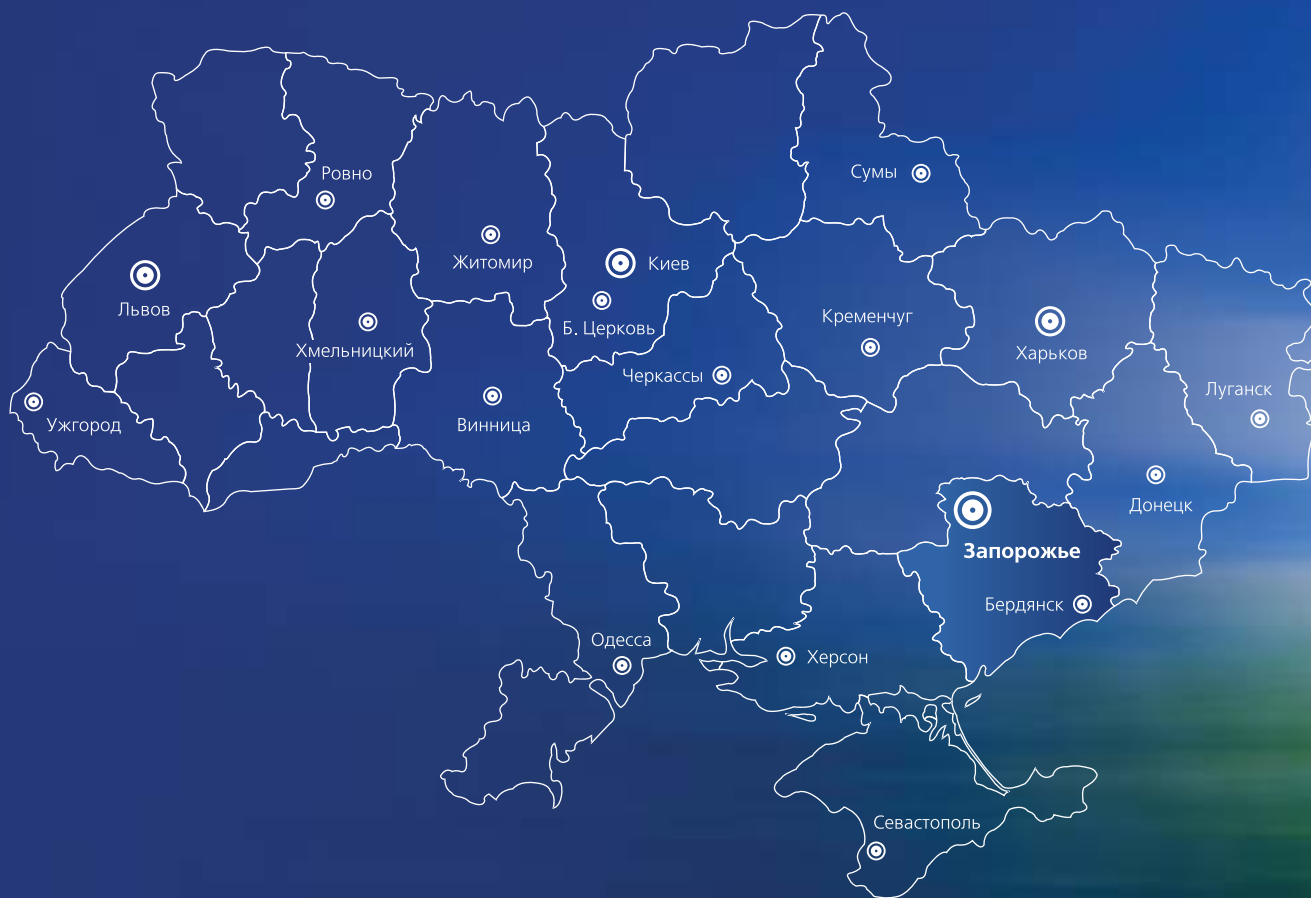 Ровно
Сумы
Житомир
Киев
Львов
Б. Церковь
Кременчуг
Хмельницкий
Харьков
Черкассы
Луганск
Ужгород
Винница
Донецк
Запорожье
Бердянск
Одесса
Херсон
Севастополь